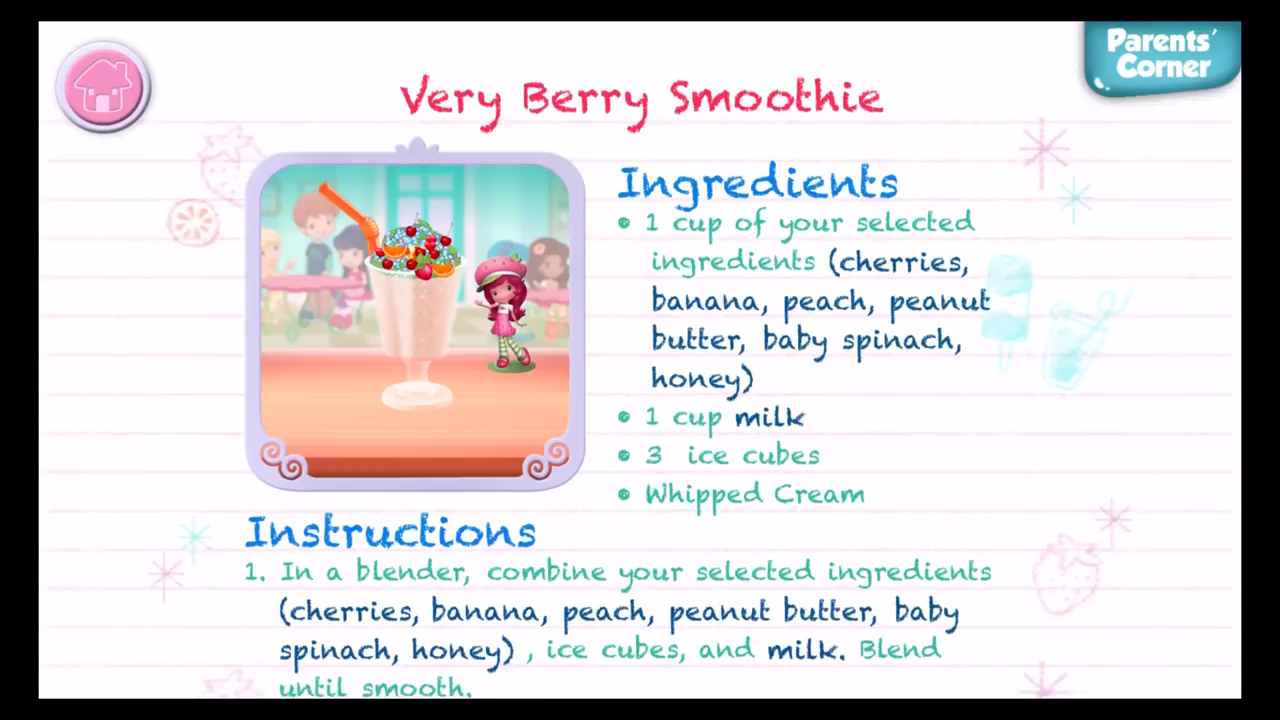 Parents'
Corner
Very Berry Smoothie
Ingredients
• 1 cup of your selected
ingredients (cherries,
banana, peach, peanut
butter, baby spinach,
honey)
• 1 cup milk
• 3 ice cubes
• Whipped Cream
Instructions
1. In a blender, combine your selected ingredients
(cherries, banana, peach, peanut butter, baby
spinach, honey) , ice cubes, and milk. Blend
until smooth.